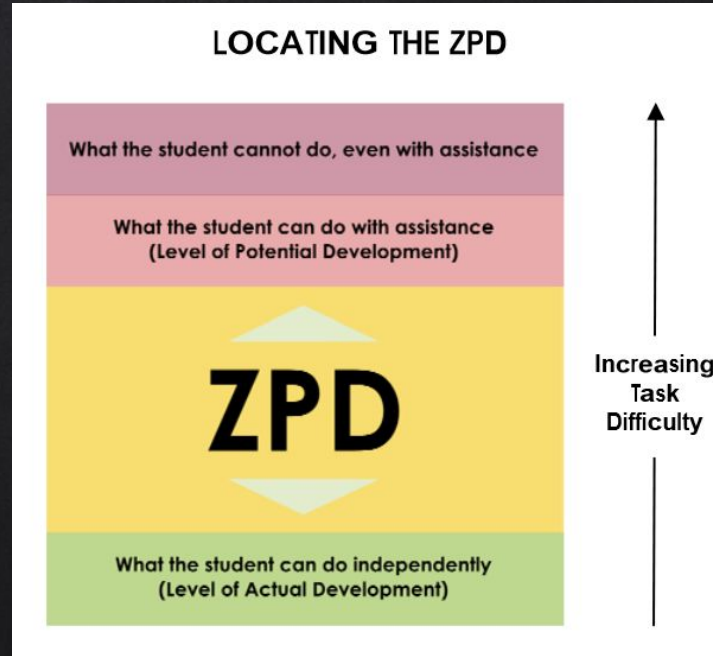 LOCATING THE ZPD
What the student cannot do, even with assistance
What the student can do with assistance
(Level of Potential Development)
ZPD
What the student can do independently
(Level of Actual Development)
Increasing
Task
Difficulty